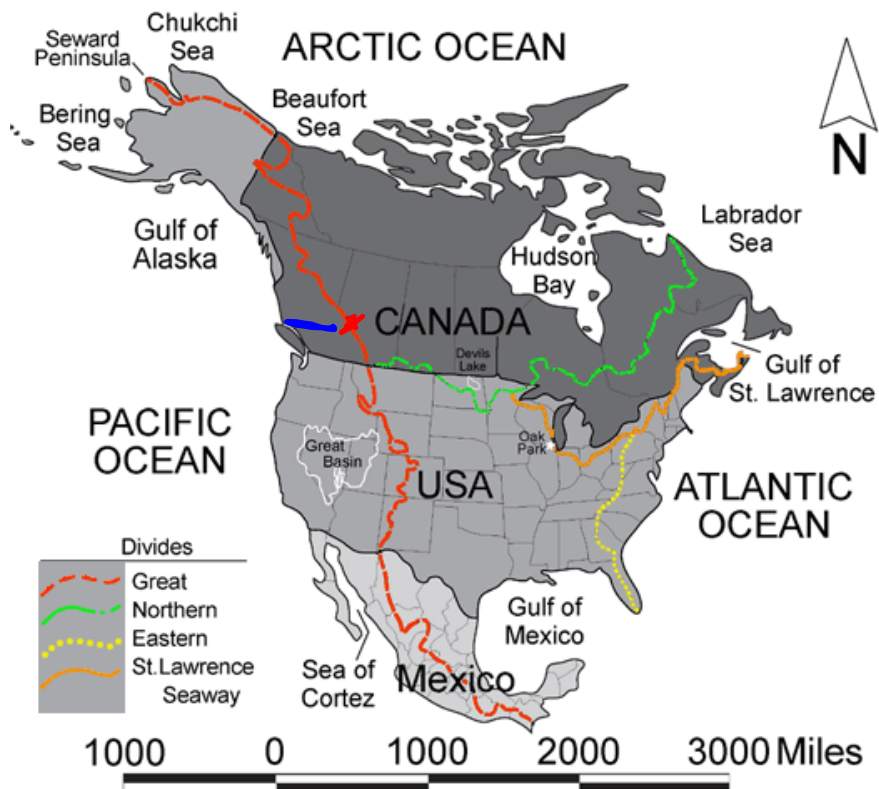 Chukchi
Sea
Seward
Peninsula
ARCTIC OCEAN
Bering
Sea
Beaufort
Sea
N
Gulf of
Alaska
Hudson
Bay
Labrador
Sea
CANADA
Devils
Lake
Gulf of
St. Lawrence
PACIFIC
OCEAN
Great
Basin
Oak
Park
USA
ATLANTIC
OCEAN
Divides
Great
Northern
Eastern
St.Lawrence
Seaway
Gulf of
Mexico
Sea of
Cortez
Mexico
1000 0 1000 2000 3000 Miles